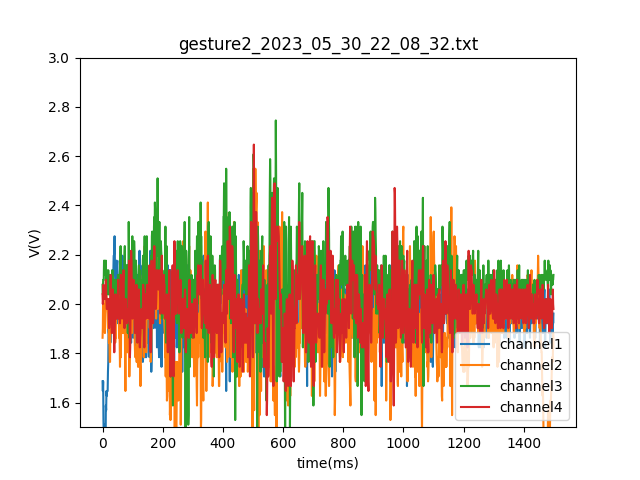 gesture2_2023_05_30_22_08_32.txt
3.0
2.8
2.6
2.4
2.2
2.0
1.8
1.6
V(V)
channel1
channel2
channel3
channel4
0 200 400 600 800 1000 1200 1400
time(ms)